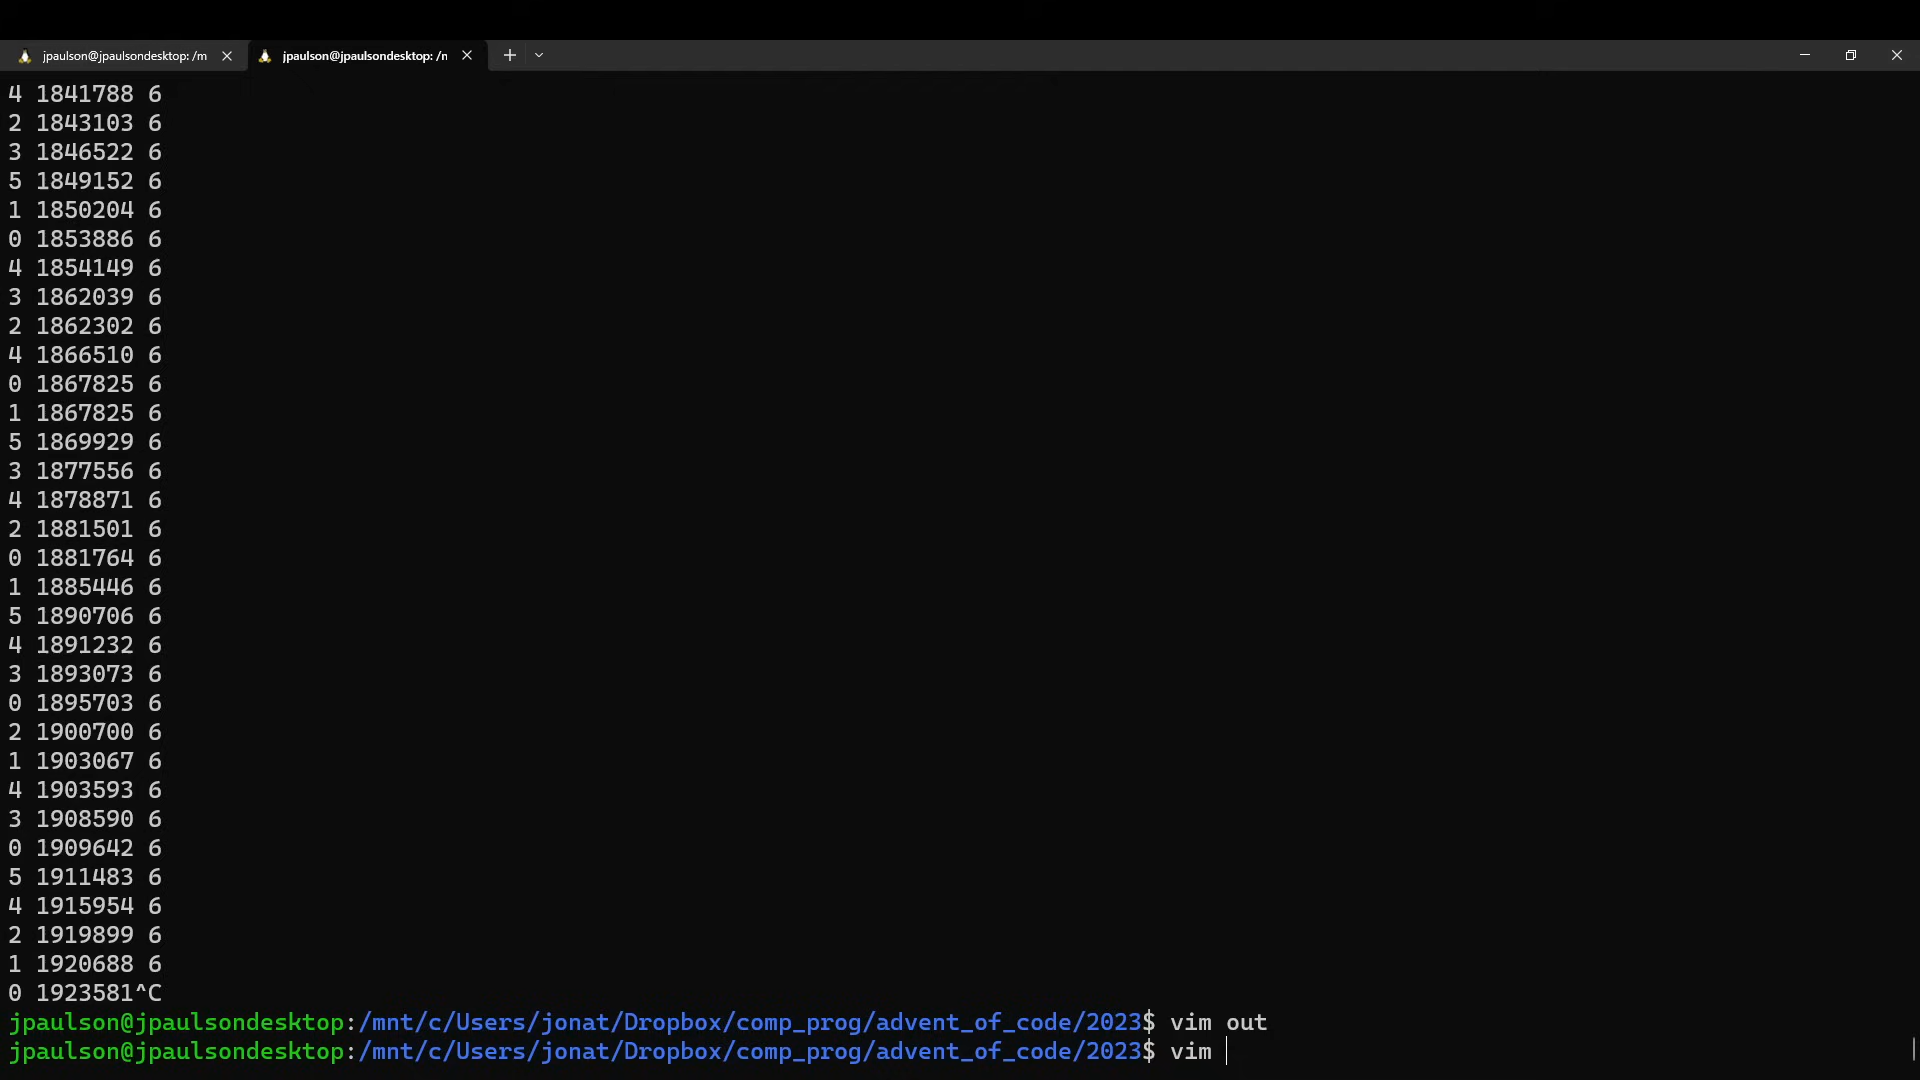 jpaulson@jpaulsondesktop: /m
jpaulson@jpaulsondesktop: /n
4 1841788 6
2 1843103 6
3 1846522 6
5 1849152 6
1 1850204 6
0 1853886 6
4 1854149 6
3 1862039 6
2 1862302 6
4 1866510 6
0 1867825 6
1 1867825 6
5 1869929 6
3 1877556 6
4 1878871 6
2 1881501 6
0 1881764 6
1 1885446 6
5 1890706 6
4 1891232 6
3 1893073 6
0 1895703 6
2 1900700 6
1 1903067 6
4 1903593 6
3 1908590 6
0 1909642 6
5 1911483 6
4 1915954 6
2 1919899 6
1 1920688 6
0 1923581^C
jpaulson@jpaulsondesktop:/mnt/c/Users/jonat/Dropbox/comp_prog/advent_of_code/2023$ vim out
jpaulson@jpaulsondesktop:/mnt/c/Users/jonat/Dropbox/comp_prog/advent_of_code/2023$ vim